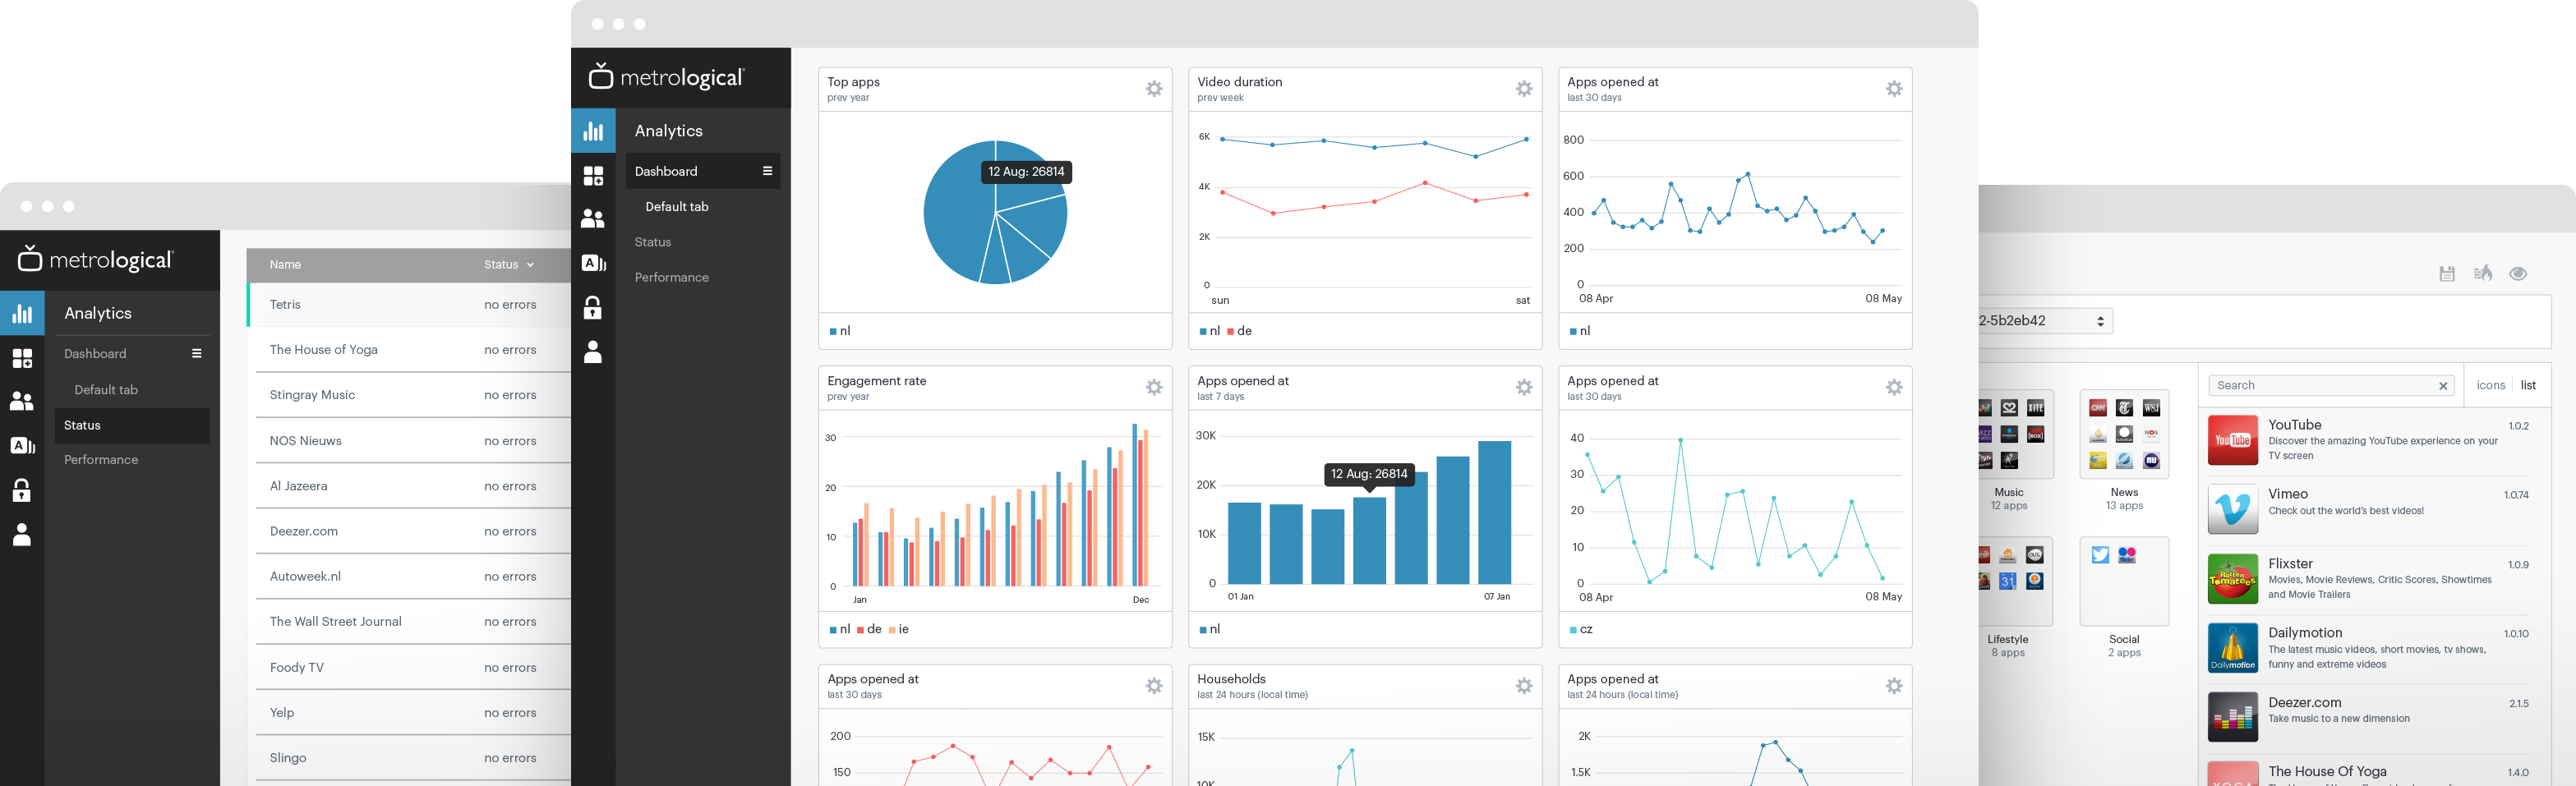 metrological
Analytics
Dashboard
Default tab
Status
Performance
Name Status
Tetris no errors
The House of Yoga no errors
Stingray Music no errors
NOS Nieuws no errors
Al Jazeera no errors
Deezer.com no errors
Autoweek.nl no errors
The Wall Street Journal no errors
Foody TV no errors
Yelp no errors
Slingo no errors
metrological
Analytics
Dashboard
Default tab
Status
Performance
Top apps
prev year
12 Aug: 26814
nl
Video duration
prev week
6K
4K
2K
0
sun sat
nl de
Apps opened at
last 30 days
800
600
400
200
0
08 Apr 08 May
nl
Engagement rate
prev year
30
20
10
0
Jan Dec
nl de ie
Apps opened at
last 7 days
30K
20K
10K
0
12 Aug: 26814
01 Jan 07 Jan
nl
Apps opened at
last 30 days
40
30
20
10
0
08 Apr 08 May
cz
Apps opened at
last 30 days
200
150
Households
last 24 hours (local time)
15K
10K
Apps opened at
last 24 hours (local time)
2K
1.5K
2-5b2eb42
Music
12 apps
News
13 apps
Lifestyle
8 apps
Social
2 apps
Search
icons list
YouTube 1.0.2
Discover the amazing YouTube experience on your
TV screen
Vimeo 1.0.74
Check out the world's best videos!
Flixster 1.0.9
Movies, Movie Reviews, Critic Scores, Showtimes
and Movie Trailers
Dailymotion 1.0.10
The latest music videos, short movies, tv shows,
funny and extreme videos
Deezer.com 2.1.5
Take music to a new dimension
The House Of Yoga 1.4.0